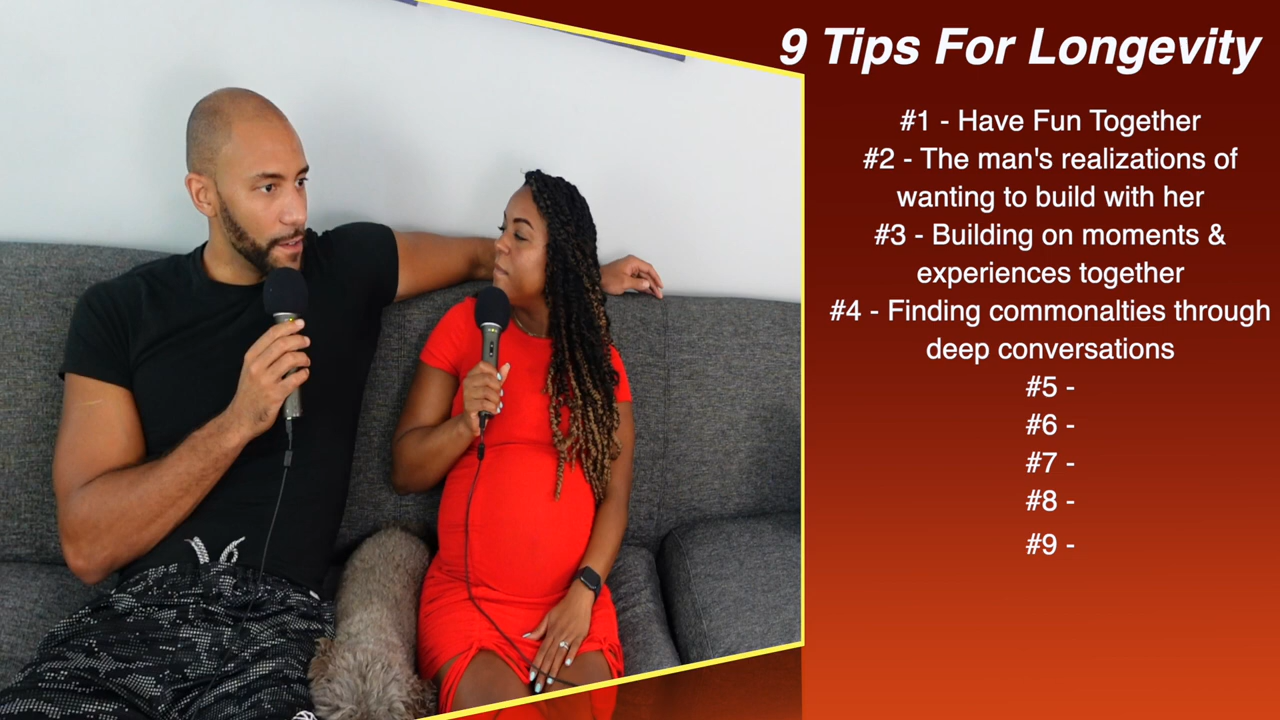 9 Tips For Longevity
#1 - Have Fun Together
#2 - The man's realizations of
wanting to build with her
#3 - Building on moments &
experiences together
#4 - Finding commonalties through
deep conversations
#5 -
#6 -
#7 -
#8 -
#9 -